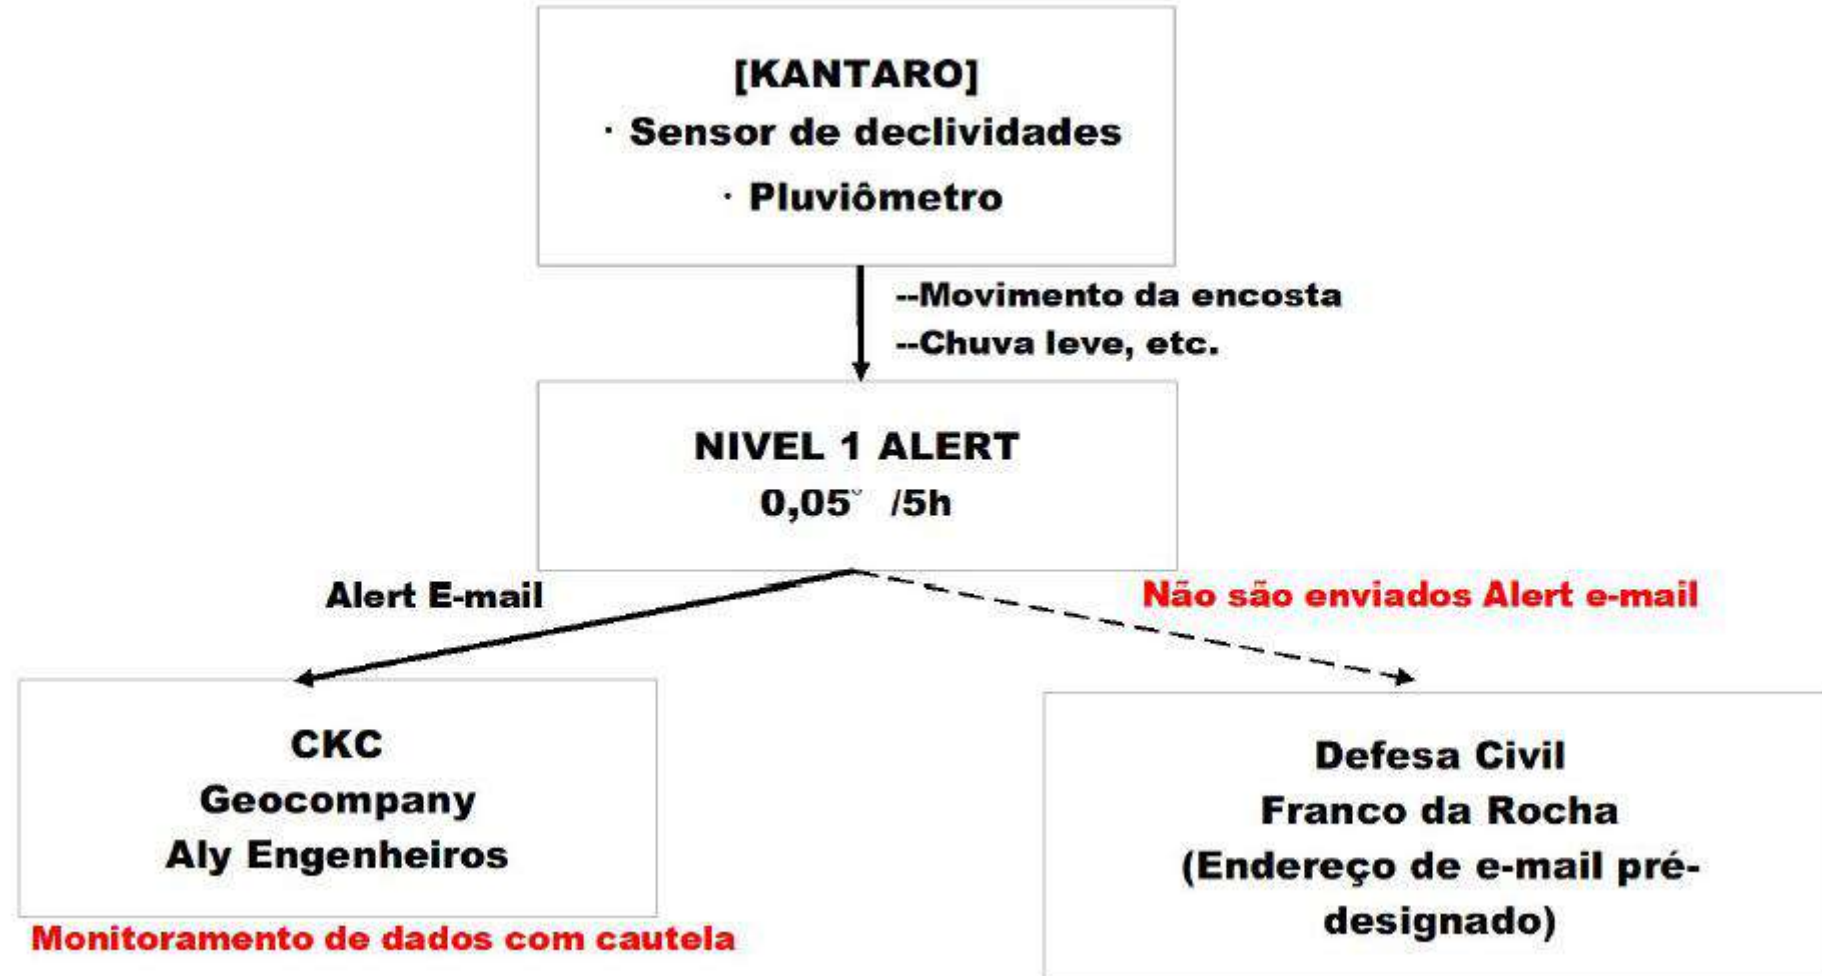 [KANTARO]
· Sensor de declividades
· Pluviômetro
--Movimento da encosta
--Chuva leve, etc.
NIVEL 1 ALERT
0,05° /5h
Alert E-mail
Não são enviados Alert e-mail
CKC
Geocompany
Aly Engenheiros
Monitoramento de dados com cautela
Defesa Civil
Franco da Rocha
(Endereço de e-mail pré-
designado)